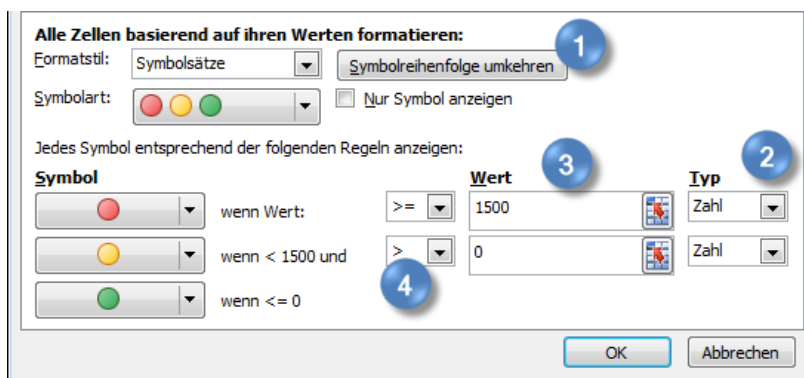 Alle Zellen basierend auf ihren Werten formatieren:
1
Formatstil: Symbolsätze Symbolreihenfolge umkehren
Symbolart: Nur Symbol anzeigen
Jedes Symbol entsprechend der folgenden Regeln anzeigen:
3 2
Symbol Wert Typ
wenn Wert: >= 1500 Zahl
wenn < 1500 und > 0 Zahl
4
wenn <= 0
OK Abbrechen